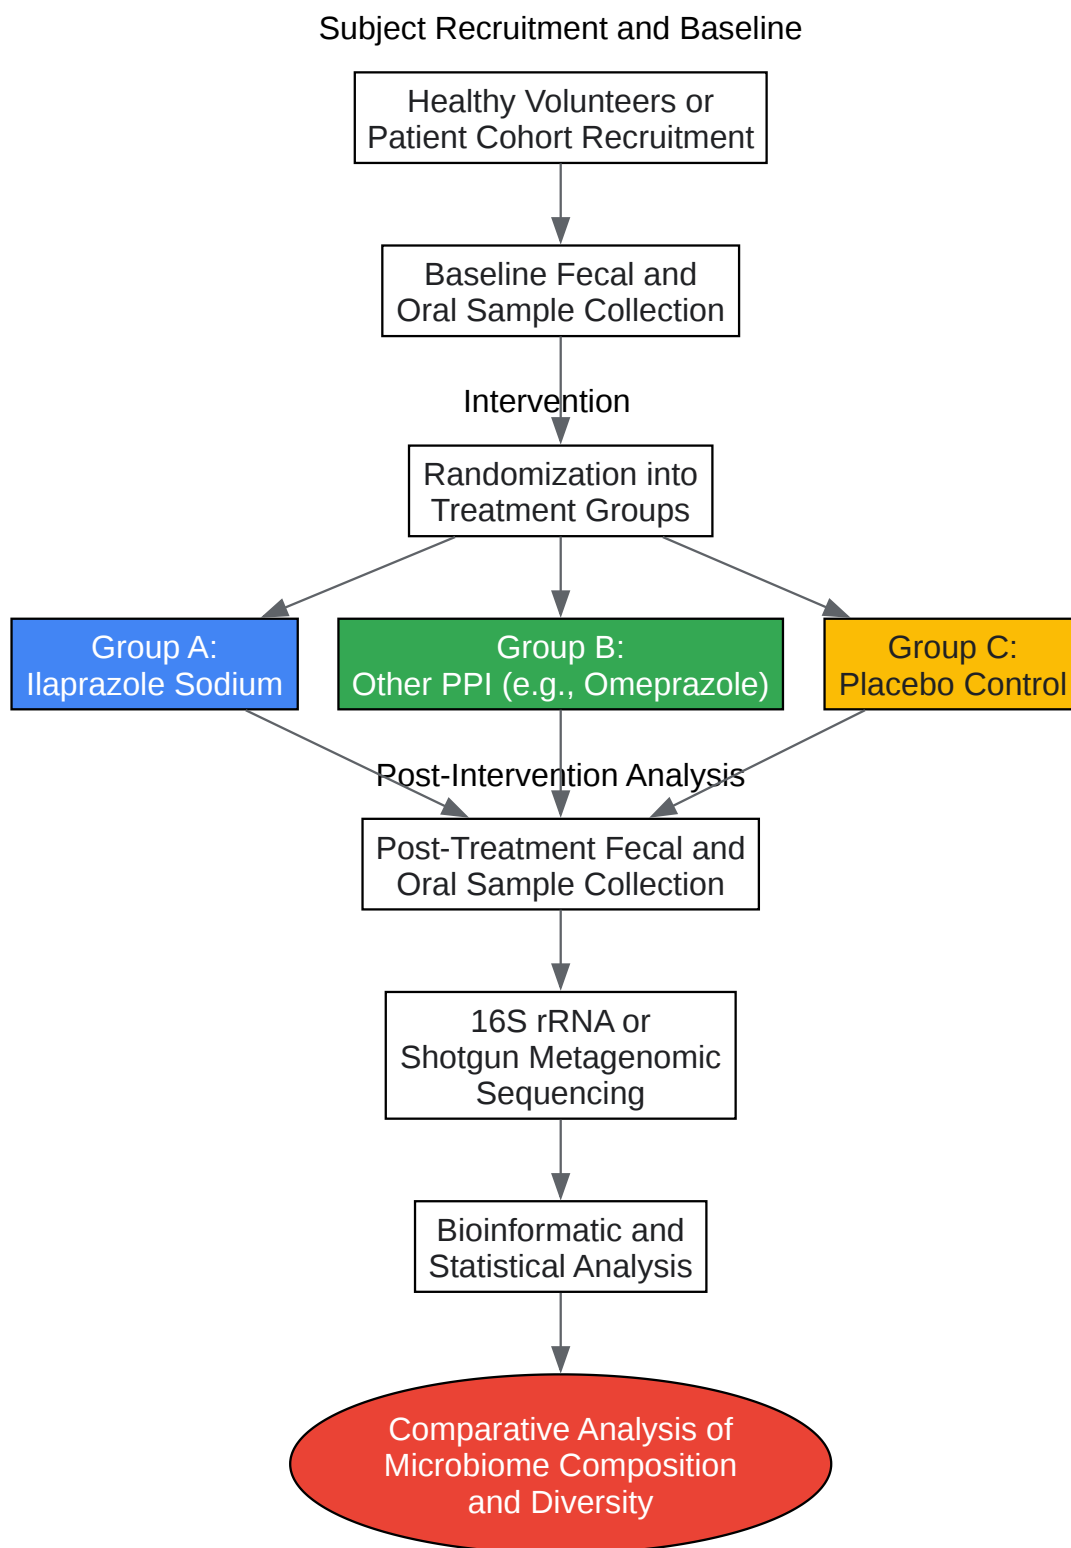 Subject Recruitment and Baseline
Healthy Volunteers or
Patient Cohort Recruitment
Baseline Fecal and
Oral Sample Collection
Intervention
Randomization into
Treatment Groups
Group A:
Ilaprazole Sodium
Group B:
Other PPI (e.g., Omeprazole)
Group C:
Placebo Control
Post-Intervention Analysis
Post-Treatment Fecal and
Oral Sample Collection
16S rRNA or
Shotgun Metagenomic
Sequencing
Bioinformatic and
Statistical Analysis
Comparative Analysis of
Microbiome Composition
and Diversity